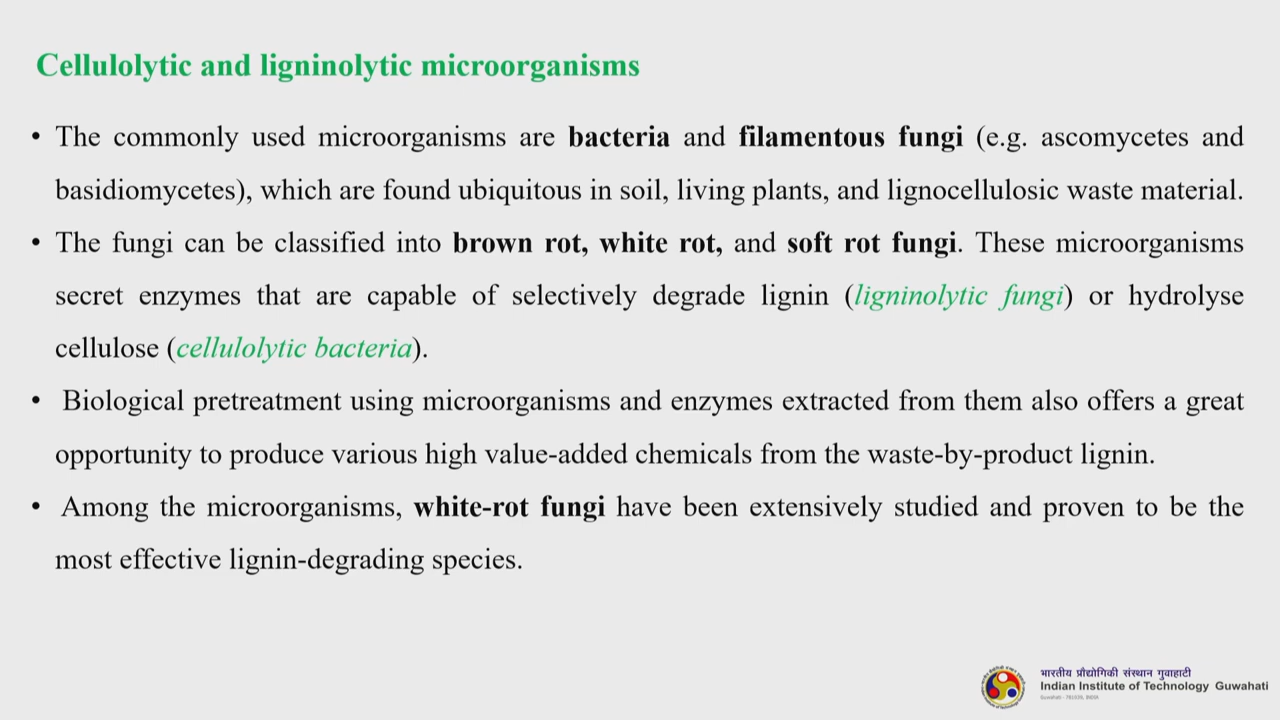 Cellulolytic and ligninolytic microorganisms
• The commonly used microorganisms are bacteria and filamentous fungi (e.g. ascomycetes and
basidiomycetes), which are found ubiquitous in soil, living plants, and lignocellulosic waste material.
• The fungi can be classified into brown rot, white rot, and soft rot fungi. These microorganisms
secret enzymes that are capable of selectively degrade lignin (ligninolytic fungi) or hydrolyse
cellulose (cellulolytic bacteria).
• Biological pretreatment using microorganisms and enzymes extracted from them also offers a great
opportunity to produce various high value-added chemicals from the waste-by-product lignin.
• Among the microorganisms, white-rot fungi have been extensively studied and proven to be the
most effective lignin-degrading species.
भारतीय प्रौद्योगिकी संस्थान गुवाहाटी
Indian Institute of Technology Guwahati
Guwahati - 781039, INDIA